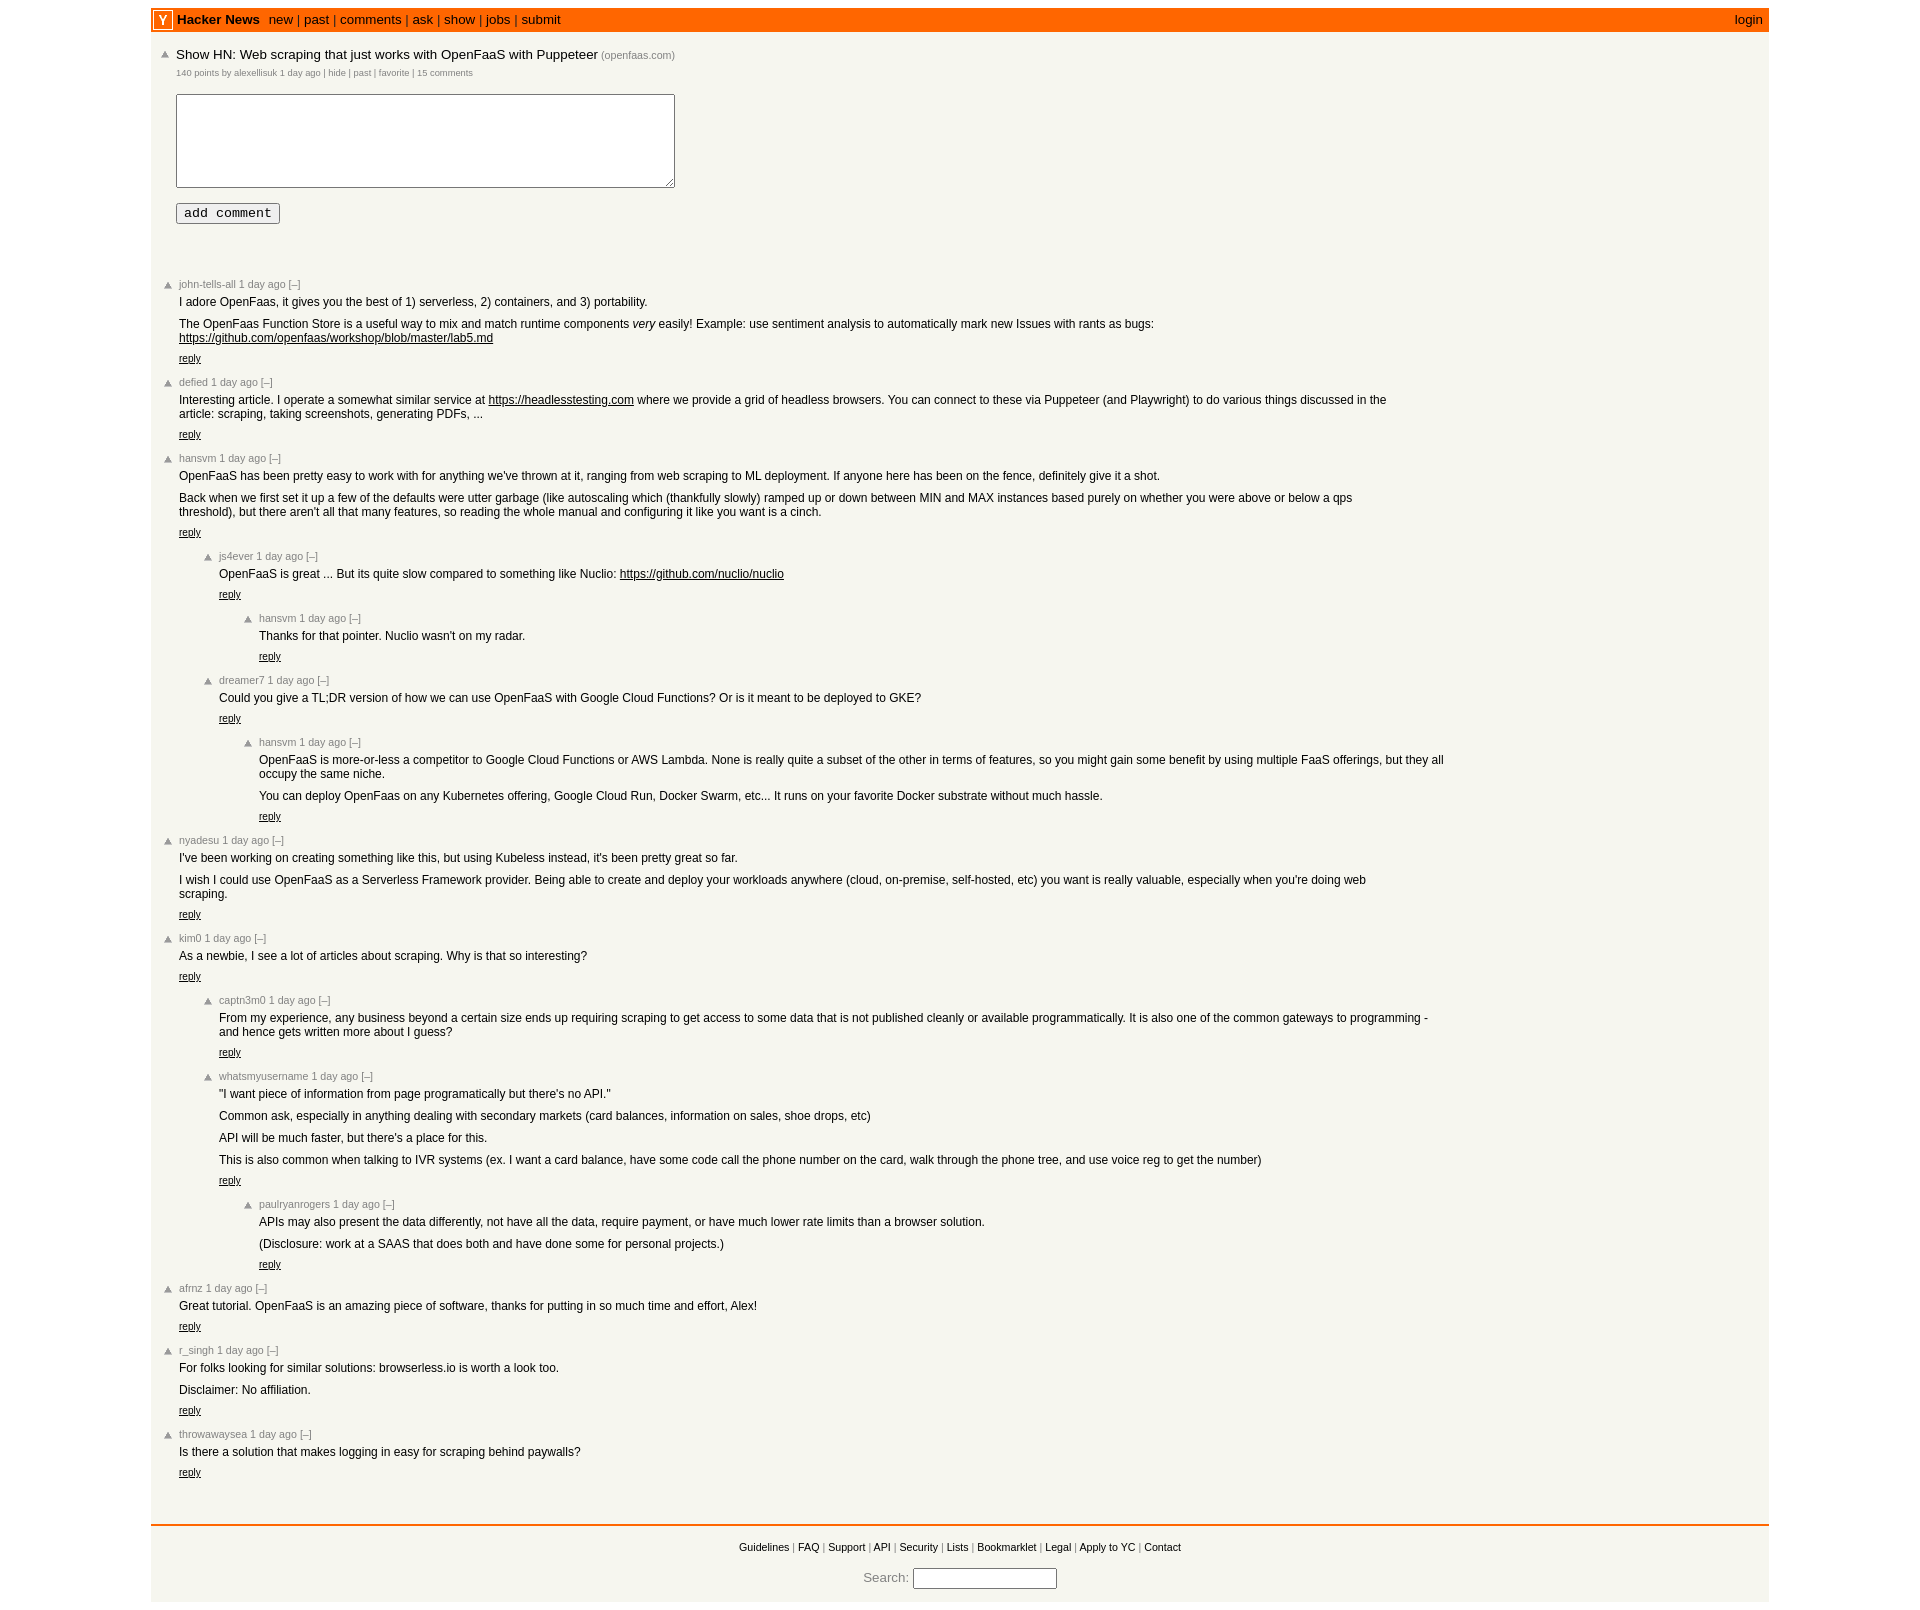 Y Hacker News new | past | comments | ask | show | jobs | submit login
Show HN: Web scraping that just works with OpenFaaS with Puppeteer (openfaas.com)
140 points by alexellisuk 1 day ago | hide | past | favorite | 15 comments
add comment
john-tells-all 1 day ago [–]
I adore OpenFaas, it gives you the best of 1) serverless, 2) containers, and 3) portability.
The OpenFaas Function Store is a useful way to mix and match runtime components very easily! Example: use sentiment analysis to automatically mark new Issues with rants as bugs:
https://github.com/openfaas/workshop/blob/master/lab5.md
reply
defied 1 day ago [–]
Interesting article. I operate a somewhat similar service at https://headlesstesting.com where we provide a grid of headless browsers. You can connect to these via Puppeteer (and Playwright) to do various things discussed in the
article: scraping, taking screenshots, generating PDFs, ...
reply
hansvm 1 day ago [–]
OpenFaaS has been pretty easy to work with for anything we've thrown at it, ranging from web scraping to ML deployment. If anyone here has been on the fence, definitely give it a shot.
Back when we first set it up a few of the defaults were utter garbage (like autoscaling which (thankfully slowly) ramped up or down between MIN and MAX instances based purely on whether you were above or below a qps
threshold), but there aren't all that many features, so reading the whole manual and configuring it like you want is a cinch.
reply
js4ever 1 day ago [–]
OpenFaaS is great ... But its quite slow compared to something like Nuclio: https://github.com/nuclio/nuclio
reply
hansvm 1 day ago [–]
Thanks for that pointer. Nuclio wasn't on my radar.
reply
dreamer7 1 day ago [–]
Could you give a TL;DR version of how we can use OpenFaaS with Google Cloud Functions? Or is it meant to be deployed to GKE?
reply
hansvm 1 day ago [–]
OpenFaaS is more-or-less a competitor to Google Cloud Functions or AWS Lambda. None is really quite a subset of the other in terms of features, so you might gain some benefit by using multiple FaaS offerings, but they all
occupy the same niche.
You can deploy OpenFaas on any Kubernetes offering, Google Cloud Run, Docker Swarm, etc... It runs on your favorite Docker substrate without much hassle.
reply
nyadesu 1 day ago [–]
I've been working on creating something like this, but using Kubeless instead, it's been pretty great so far.
I wish I could use OpenFaaS as a Serverless Framework provider. Being able to create and deploy your workloads anywhere (cloud, on-premise, self-hosted, etc) you want is really valuable, especially when you're doing web
scraping.
reply
kim0 1 day ago [–]
As a newbie, I see a lot of articles about scraping. Why is that so interesting?
reply
captn3m0 1 day ago [–]
From my experience, any business beyond a certain size ends up requiring scraping to get access to some data that is not published cleanly or available programmatically. It is also one of the common gateways to programming -
and hence gets written more about I guess?
reply
whatsmyusername 1 day ago [–]
"I want piece of information from page programatically but there's no API."
Common ask, especially in anything dealing with secondary markets (card balances, information on sales, shoe drops, etc)
API will be much faster, but there's a place for this.
This is also common when talking to IVR systems (ex. I want a card balance, have some code call the phone number on the card, walk through the phone tree, and use voice reg to get the number)
reply
paulryanrogers 1 day ago [–]
APIs may also present the data differently, not have all the data, require payment, or have much lower rate limits than a browser solution.
(Disclosure: work at a SAAS that does both and have done some for personal projects.)
reply
afrnz 1 day ago [–]
Great tutorial. OpenFaaS is an amazing piece of software, thanks for putting in so much time and effort, Alex!
reply
r_singh 1 day ago [–]
For folks looking for similar solutions: browserless.io is worth a look too.
Disclaimer: No affiliation.
reply
throwawaysea 1 day ago [–]
Is there a solution that makes logging in easy for scraping behind paywalls?
reply
Guidelines | FAQ | Support | API | Security | Lists | Bookmarklet | Legal | Apply to YC | Contact
Search: